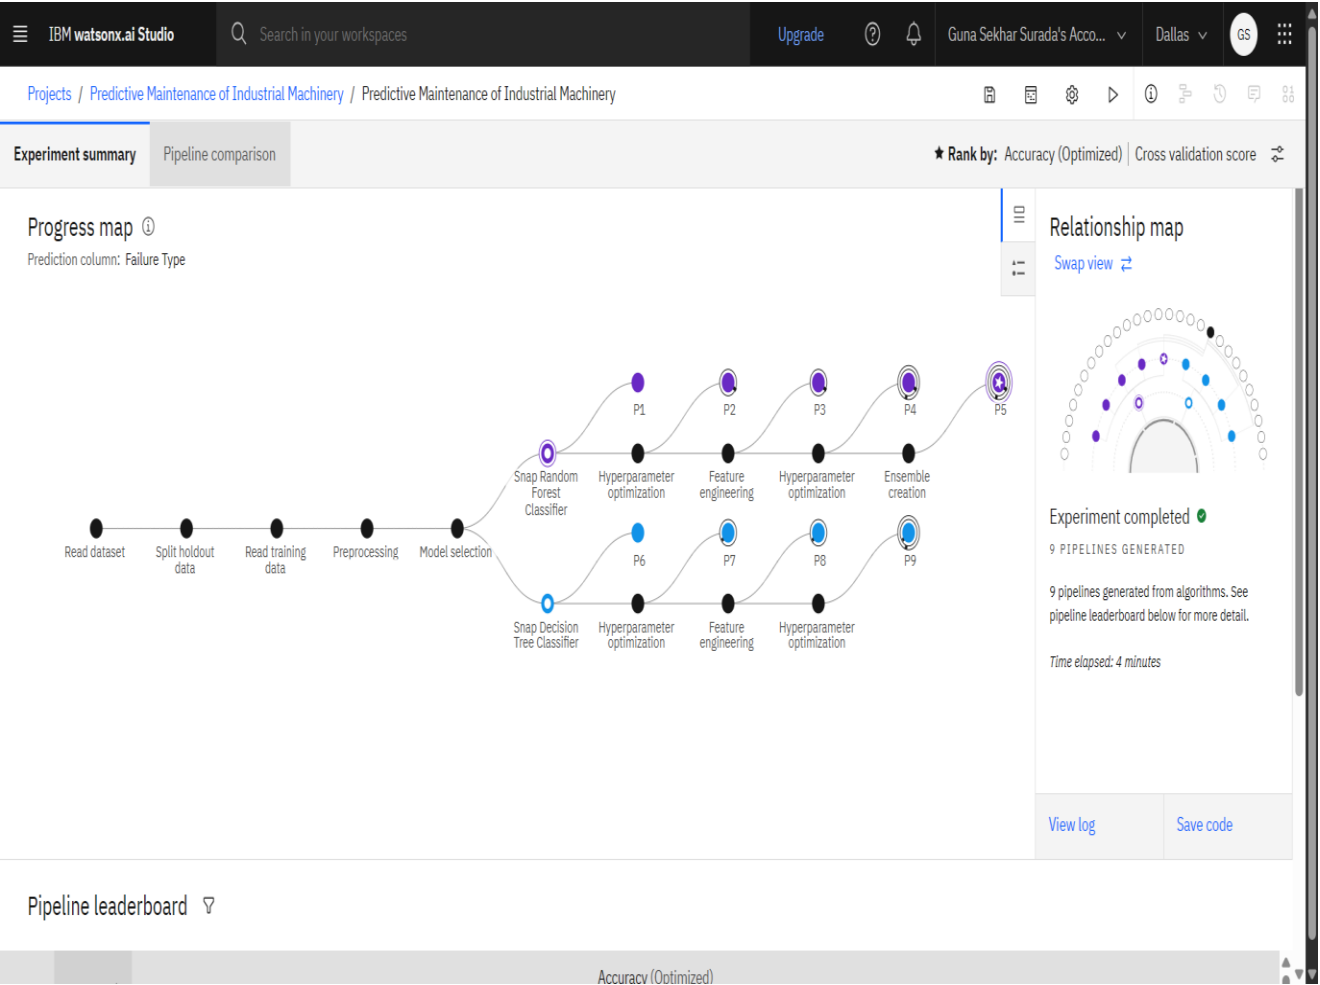 IBM watsonx.ai Studio
Search in your workspaces
Upgrade
Guna Sekhar Surada's Acco...
Dallas
GS
Projects / Predictive Maintenance of Industrial Machinery / Predictive Maintenance of Industrial Machinery
Experiment summary
Pipeline comparison
Rank by: Accuracy (Optimized) | Cross validation score
Progress map
Prediction column: Failure Type
P1
P2
P3
P4
P5
Snap Random
Forest
Classifier
Hyperparameter
optimization
Feature
engineering
Hyperparameter
optimization
Ensemble
creation
Read dataset
Split holdout
data
Read training
data
Preprocessing
Model selection
P6
P7
P8
P9
Snap Decision
Tree Classifier
Hyperparameter
optimization
Feature
engineering
Hyperparameter
optimization
Relationship map
Swap view
Experiment completed
9 PIPELINES GENERATED
9 pipelines generated from algorithms. See
pipeline leaderboard below for more detail.
Time elapsed: 4 minutes
View log
Save code
Pipeline leaderboard
Accuracy (Optimized)